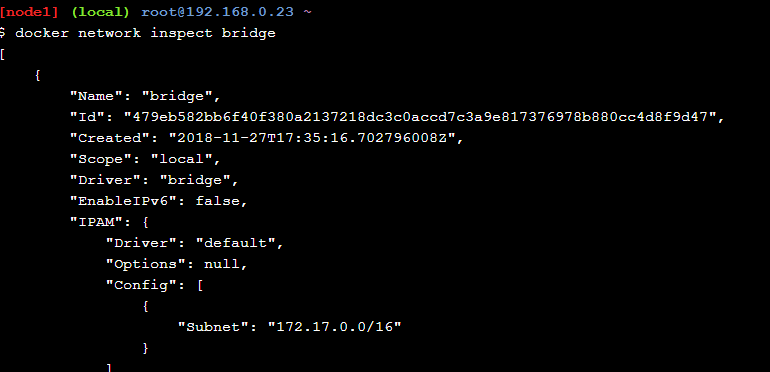 [node1] (local) root@192.168.0.23 ~
$ docker network inspect bridge
[
    {
        "Name": "bridge",
        "Id": "479eb582bb6f40f380a2137218dc3c0accd7c3a9e817376978b880cc4d8f9d47",
        "Created": "2018-11-27T17:35:16.702796008Z",
        "Scope": "local",
        "Driver": "bridge",
        "EnableIPv6": false,
        "IPAM": {
            "Driver": "default",
            "Options": null,
            "Config": [
                {
                    "Subnet": "172.17.0.0/16"
                }
            ]